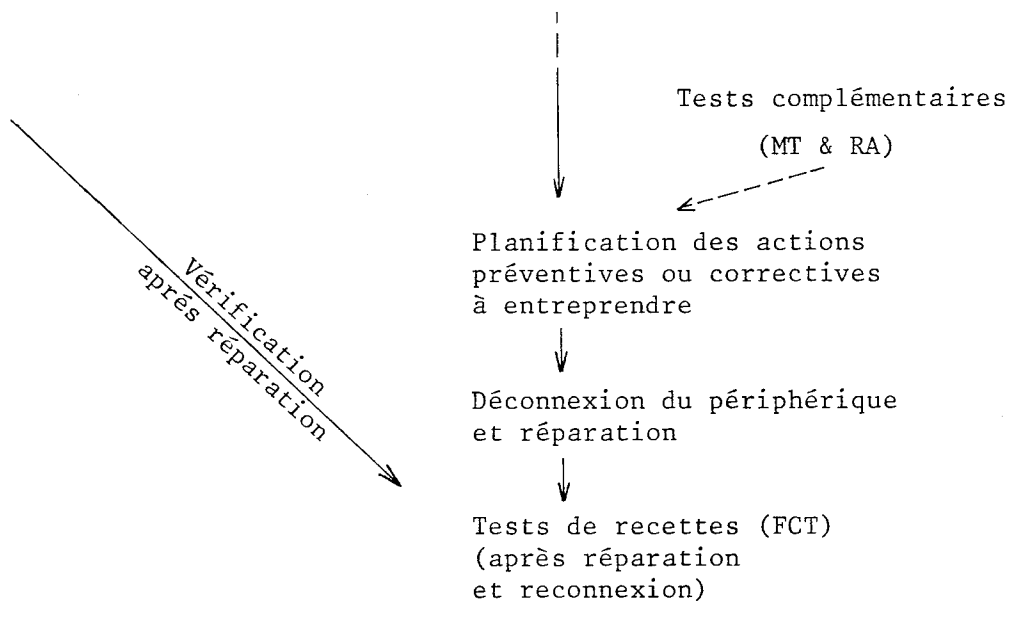 Tests complémentaires
(MT & RA)
Planification des actions
préventives ou correctives
à entreprendre
Vérification
aprés réparation
Déconnexion du périphérique
et réparation
Tests de recettes (FCT)
(après réparation
et reconnexion)